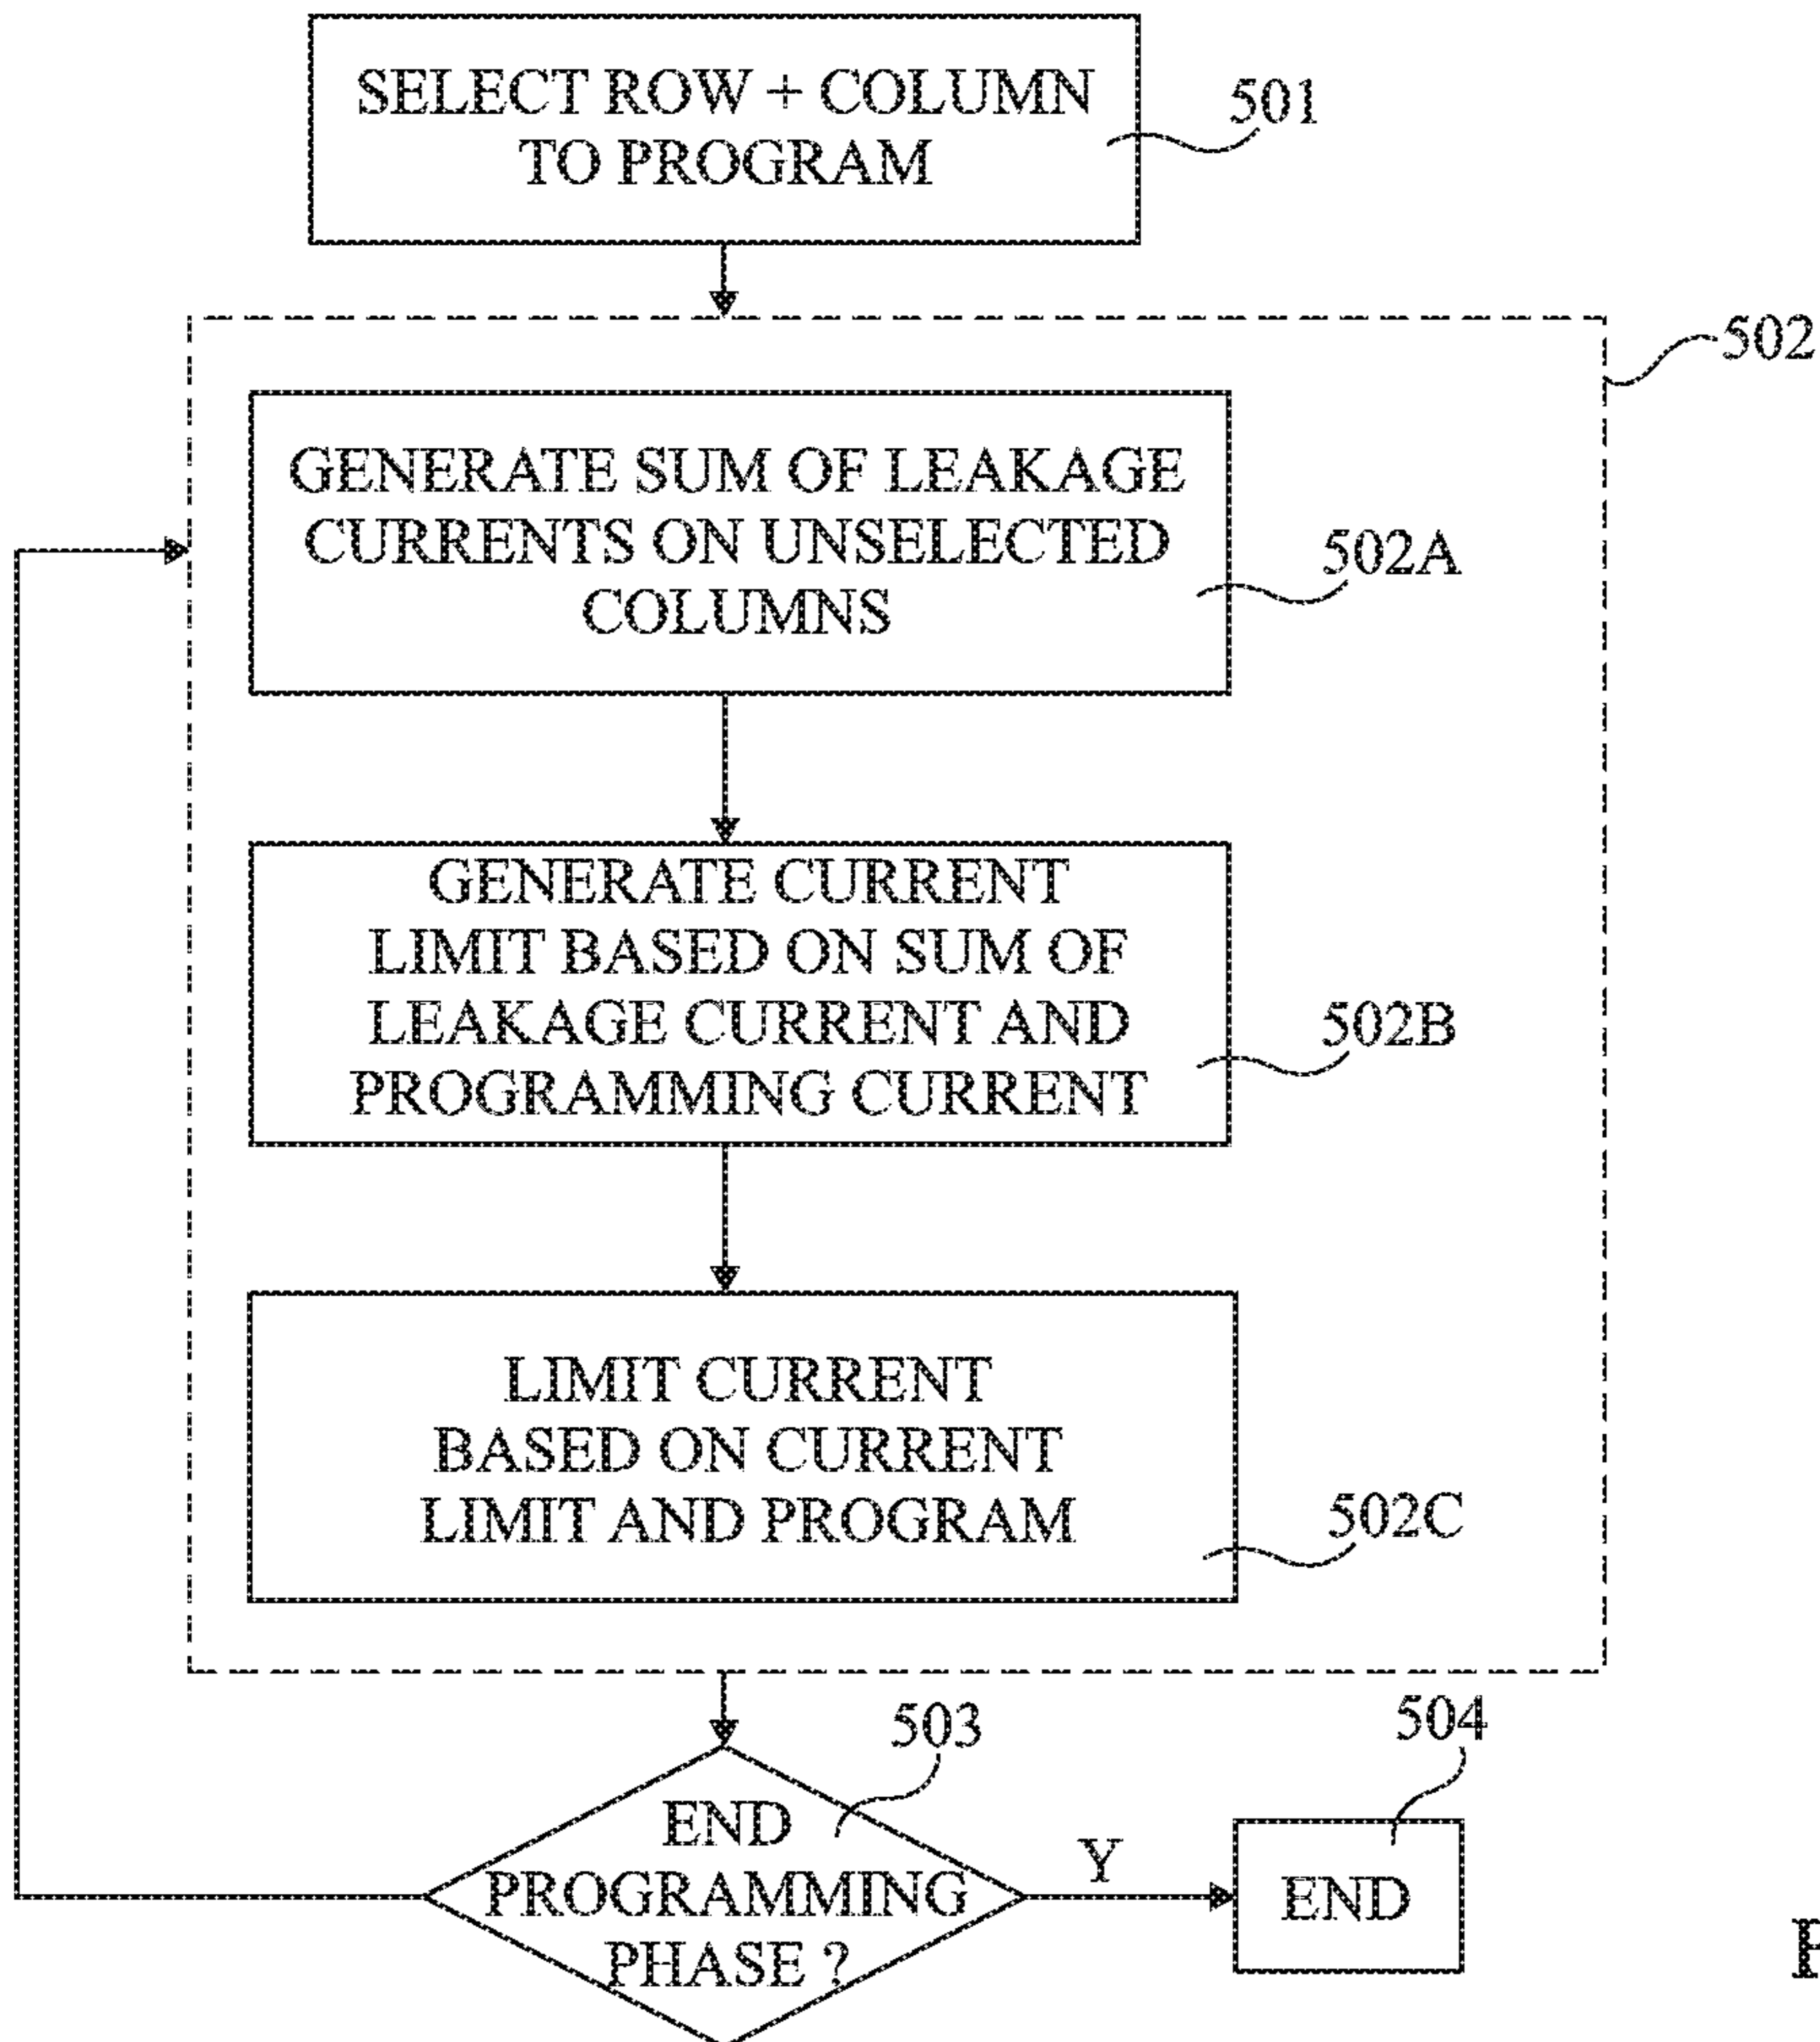 SELECT ROW + COLUMN
TO PROGRAM
501
502
GENERATE SUM OF LEAKAGE
CURRENTS ON UNSELECTED
COLUMNS
502A
GENERATE CURRENT
LIMIT BASED ON SUM OF
LEAKAGE CURRENT AND
PROGRAMMING CURRENT
502B
LIMIT CURRENT
BASED ON CURRENT
LIMIT AND PROGRAM
502C
503
504
END
PROGRAMMING
PHASE ?
Y
END